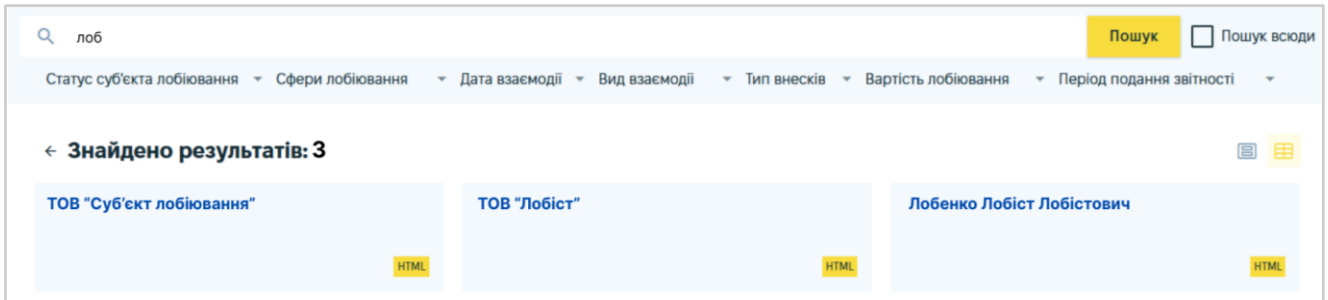 лоб
Пошук
Пошук всюди
Статус суб'єкта лобіювання Сфери лобіювання Дата взаємодії Вид взаємодії Тип внесків Вартість лобіювання Період подання звітності
← Знайдено результатів: 3
ТОВ “Суб’єкт лобіювання” ТОВ “Лобіст” Лобенко Лобіст Лобістович
HTML HTML HTML